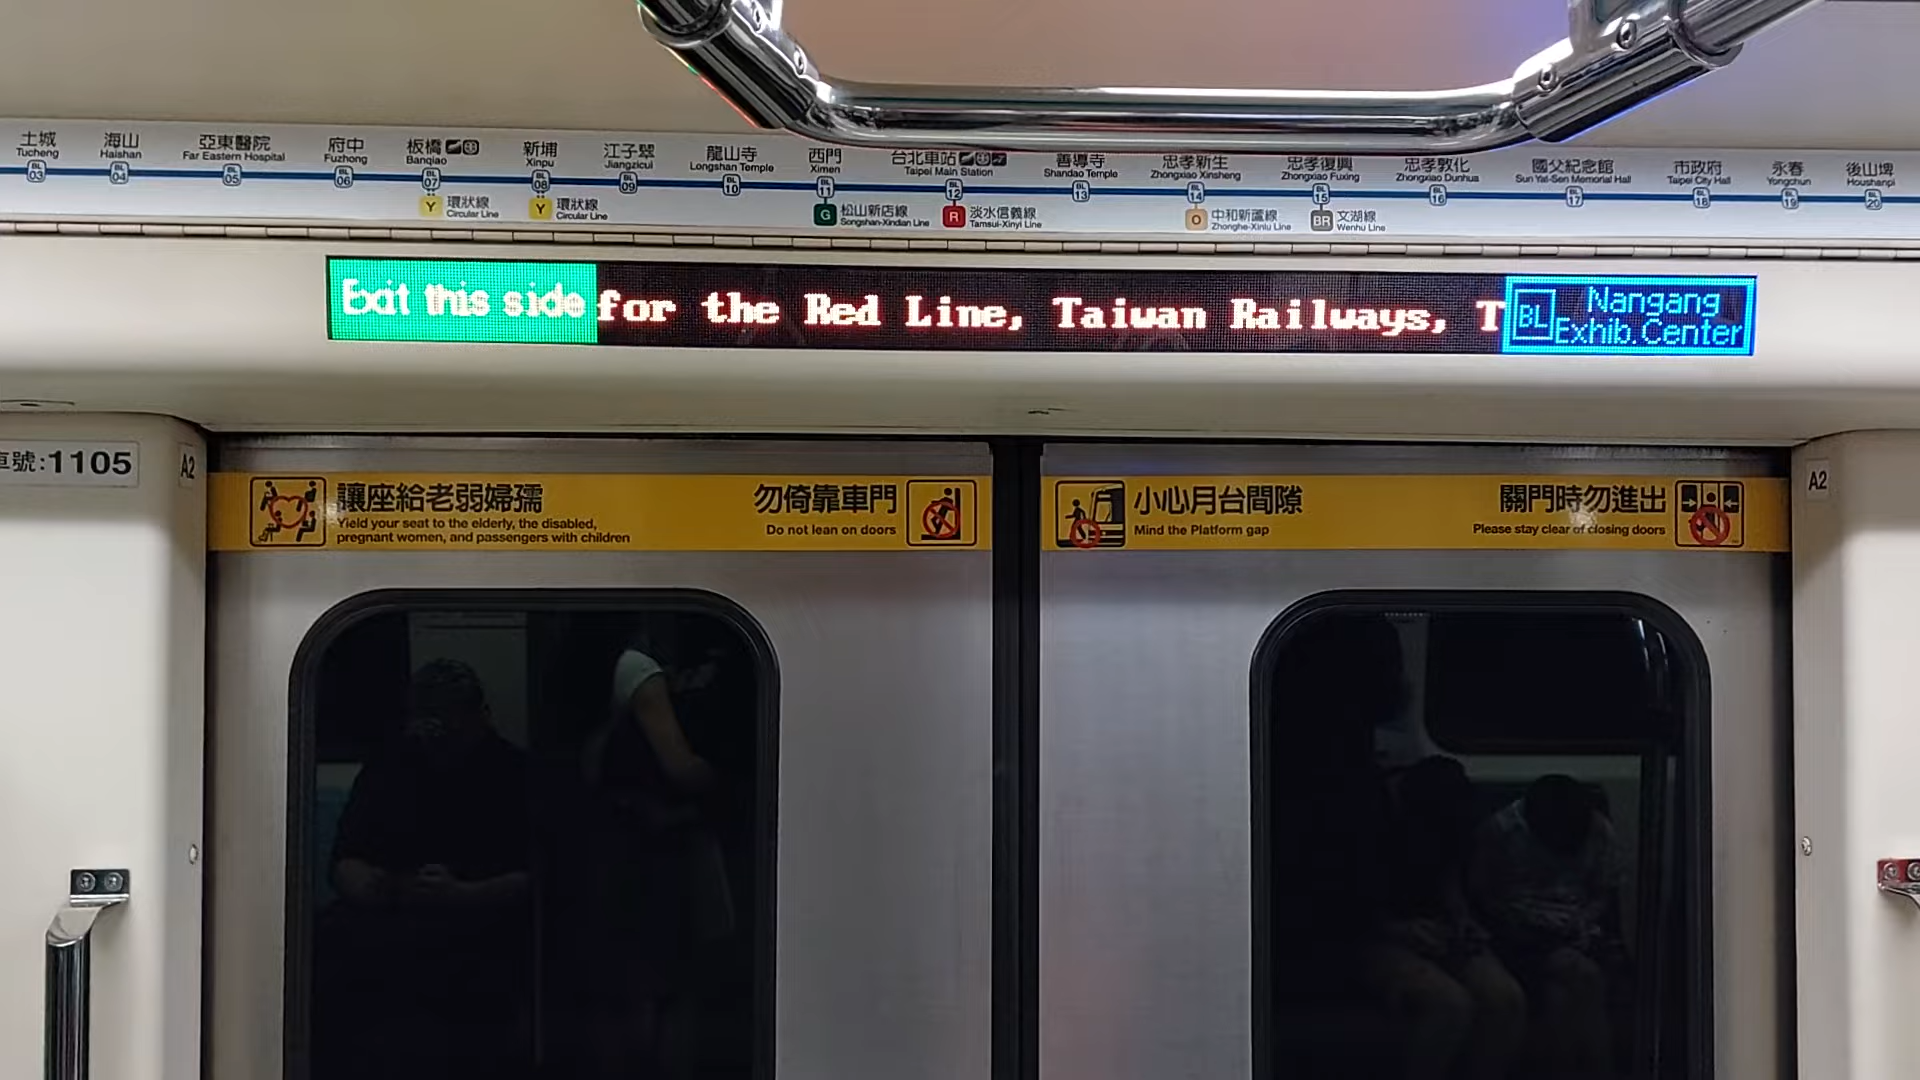 土城
Tucheng
BL
03
海山
Haishan
BL
04
亞東醫院
Far Eastern Hospital
BL
05
府中
Fuzhong
BL
06
板橋
Banqiao
BL
07
Y 環狀線
Circular Line
新埔
Xinpu
BL
08
Y 環狀線
Circular Line
江子翠
Jiangzicui
BL
09
龍山寺
Longshan Temple
BL
10
西門
Ximen
BL
11
G 松山新店線
Songshan-Xindian Line
台北車站
Taipei Main Station
BL
12
R 淡水信義線
Tamsui-Xinyi Line
善導寺
Shandao Temple
BL
13
忠孝新生
Zhongxiao Xinsheng
BL
14
O 中和新蘆線
Zhonghe-Xinlu Line
忠孝復興
Zhongxiao Fuxing
BL
15
BR 文湖線
Wenhu Line
忠孝敦化
Zhongxiao Dunhua
BL
16
國父紀念館
Sun Yat-Sen Memorial Hall
BL
17
市政府
Taipei City Hall
BL
18
永春
Yongchun
BL
19
後山埤
Houshanpi
BL
20
Exit this side for the Red Line, Taiwan Railways, T
BL Nangang
Exhib.Center
車號:1105
A2
讓座給老弱婦孺
Yield your seat to the elderly, the disabled,
pregnant women, and passengers with children
勿倚靠車門
Do not lean on doors
小心月台間隙
Mind the Platform gap
關門時勿進出
Please stay clear of closing doors
A2